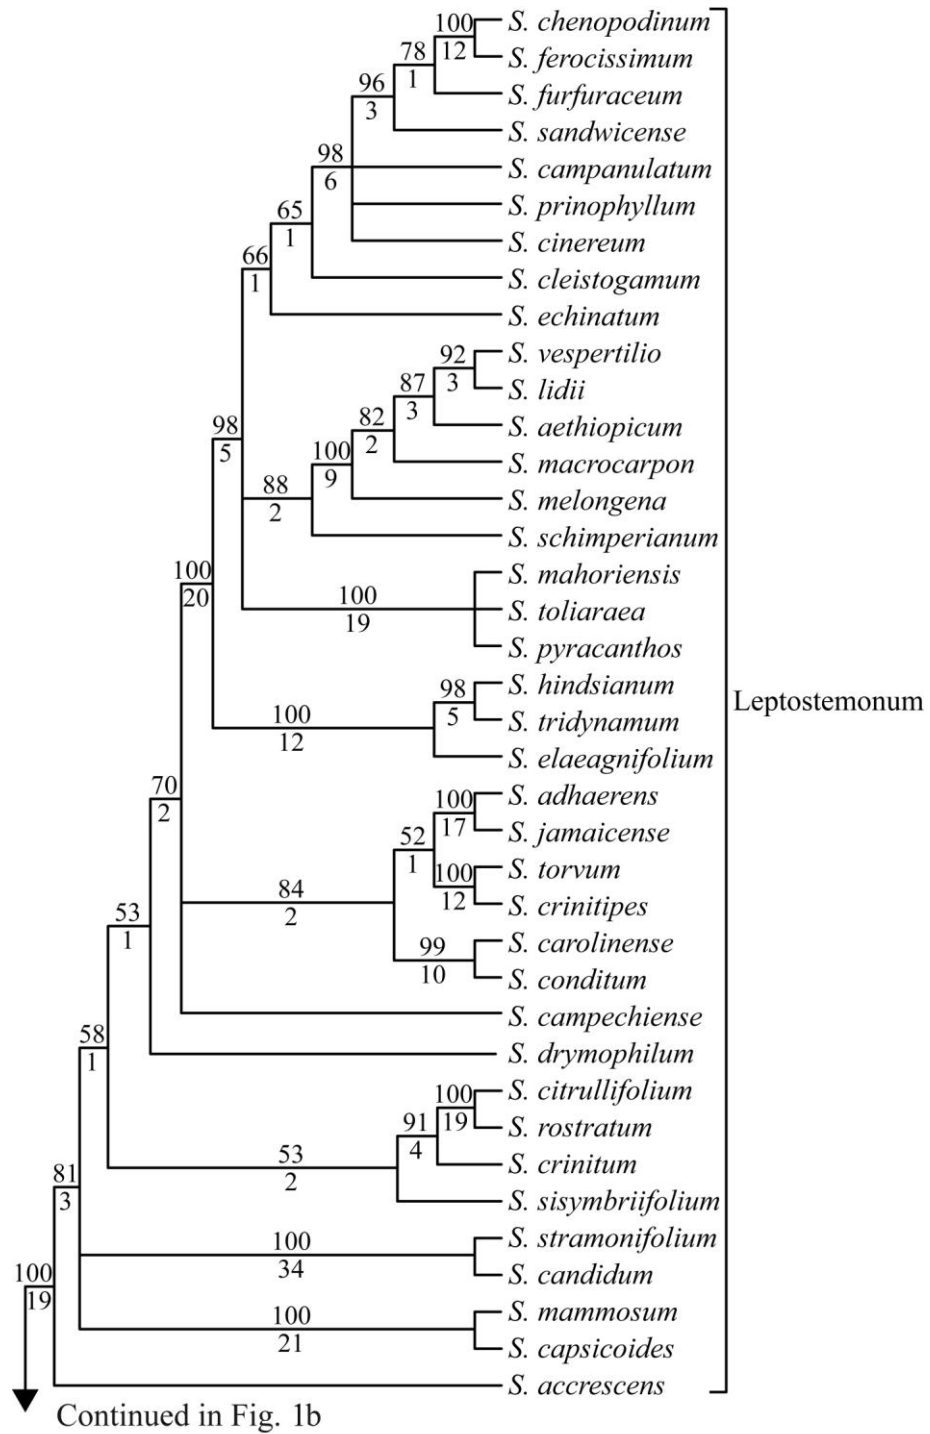 100
S. chenopodinum
12
78
S. ferocissimum
1
96
S. furfuraceum
3
S. sandwicense
98
S. campanulatum
6
65
S. prinophyllum
1
S. cinereum
66
S. cleistogamum
1
S. echinatum
92
S. vespertilio
3
87
S. lidii
3
82
S. aethiopicum
2
98
100
S. macrocarpon
5
9
88
S. melongena
2
S. schimperianum
100
S. mahoriensis
20
100
S. toliaraea
19
S. pyracanthos
98
S. hindsianum
5
Leptostemonum
100
S. tridynamum
12
S. elaeagnifolium
70
100
S. adhaerens
2
17
52
S. jamaicense
1
100
S. torvum
12
84
S. crinitipes
2
53
99
S. carolinense
1
10
S. conditum
58
S. campechiense
1
S. drymophilum
100
S. citrullifolium
19
91
S. rostratum
4
53
S. crinitum
2
81
S. sisymbriifolium
3
100
S. stramonifolium
34
100
S. candidum
19
100
S. mammosum
21
S. capsicoides
S. accrescens
Continued in Fig. 1b